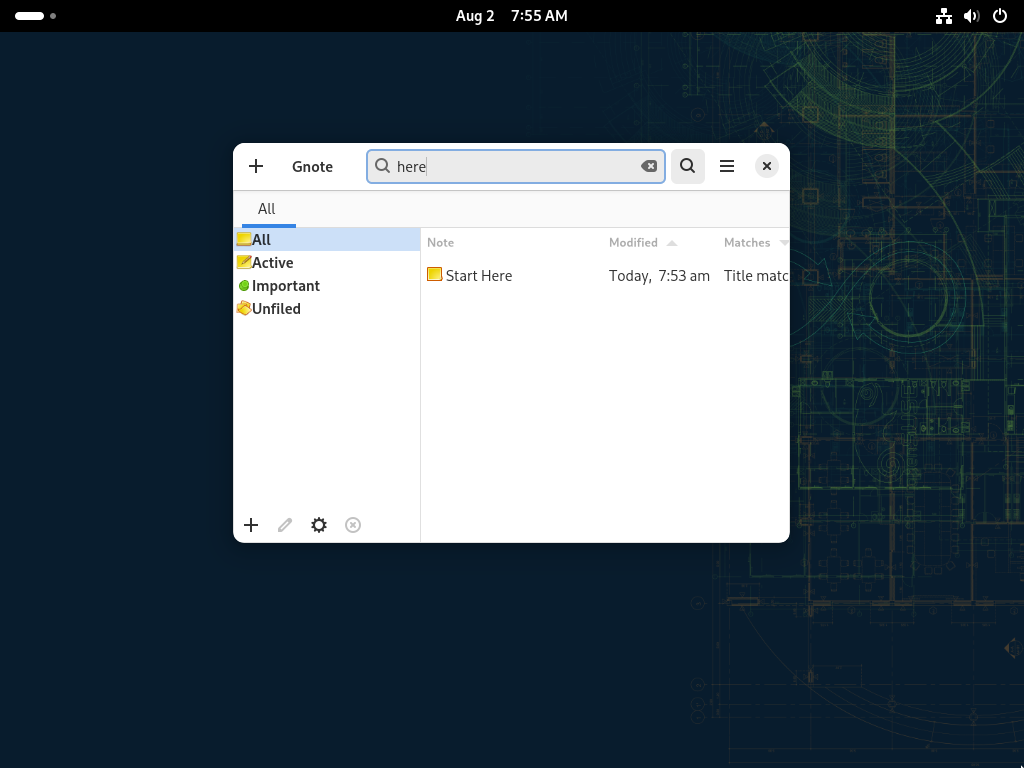 Aug 2 7:55 AM
Gnote
here
All
All
Active
Important
Unfiled
Note Modified Matches
Start Here Today, 7:53 am Title matc